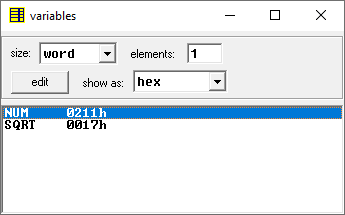 variables
size: word elements: 1
edit show as: hex
NUM 0211h
SQRT 0017h